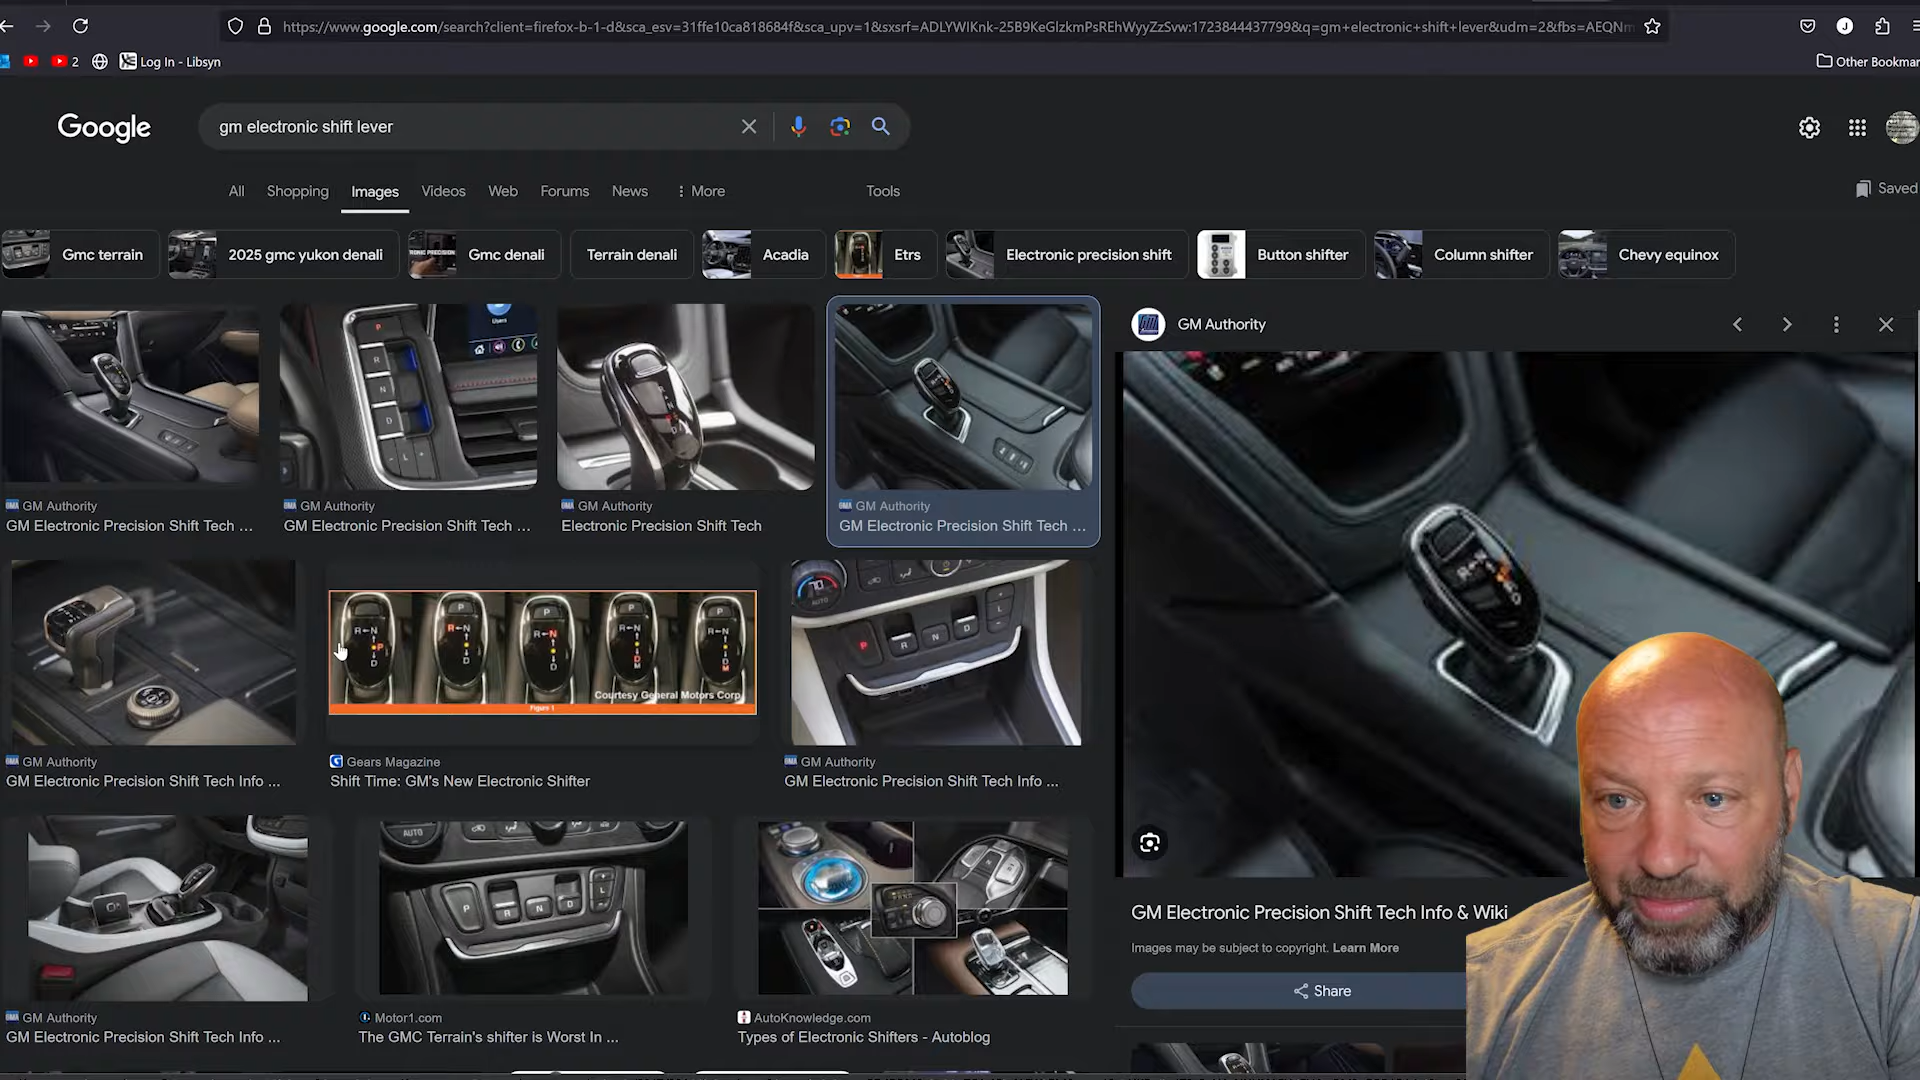 https://www.google.com/search?client=firefox-b-1-d&sca_esv=31ffe10ca818684f&sca_upv=1&sxsrf=ADLYWIKnk-25B9KeGlzkmPsREhWyyZzSvw:1723844437799&q=gm+electronic+shift+lever&udm=2&fbs=AEQNm
2
Log In - Libsyn
Other Bookmar
Google
gm electronic shift lever
All Shopping Images Videos Web Forums News More Tools
Saved
Gmc terrain
2025 gmc yukon denali
Gmc denali
Terrain denali
Acadia
Etrs
Electronic precision shift
Button shifter
Column shifter
Chevy equinox
GM Authority
GM Authority
GM Electronic Precision Shift Tech ...
GM Authority
GM Electronic Precision Shift Tech ...
GM Authority
Electronic Precision Shift Tech
GM Authority
GM Electronic Precision Shift Tech ...
Courtesy General Motors Corp.
Figure 1
GM Authority
GM Electronic Precision Shift Tech Info ...
Gears Magazine
Shift Time: GM's New Electronic Shifter
GM Authority
GM Electronic Precision Shift Tech Info ...
GM Electronic Precision Shift Tech Info & Wiki
Images may be subject to copyright. Learn More
Share
AUTO
P R N D L
GM Authority
GM Electronic Precision Shift Tech Info ...
Motor1.com
The GMC Terrain's shifter is Worst In ...
AutoKnowledge.com
Types of Electronic Shifters - Autoblog